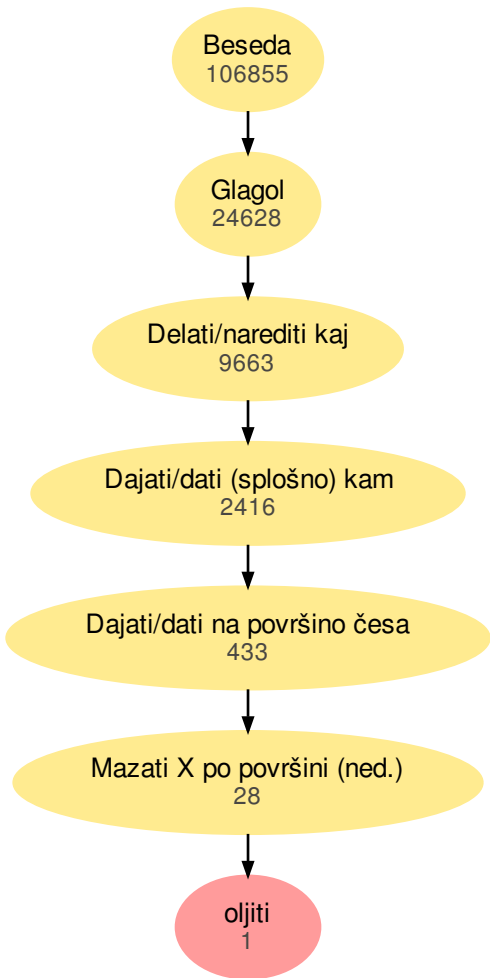 Beseda
106855
Glagol
24628
Delati/narediti kaj
9663
Dajati/dati (splošno) kam
2416
Dajati/dati na površino česa
433
Mazati X po površini (ned.)
28
oljiti
1